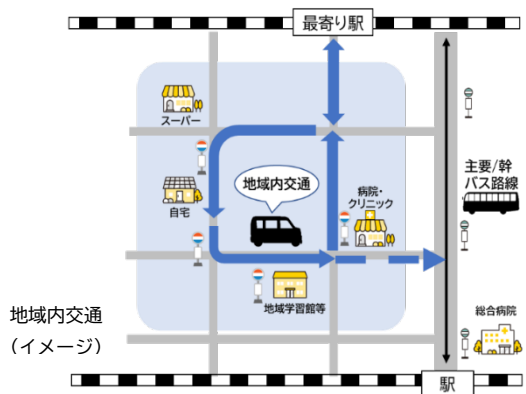 最寄り駅
スーパー
自宅
地域内交通
病院・
クリニック
主要/幹
バス路線
地域学習館等
総合病院
地域内交通
（イメージ）
駅